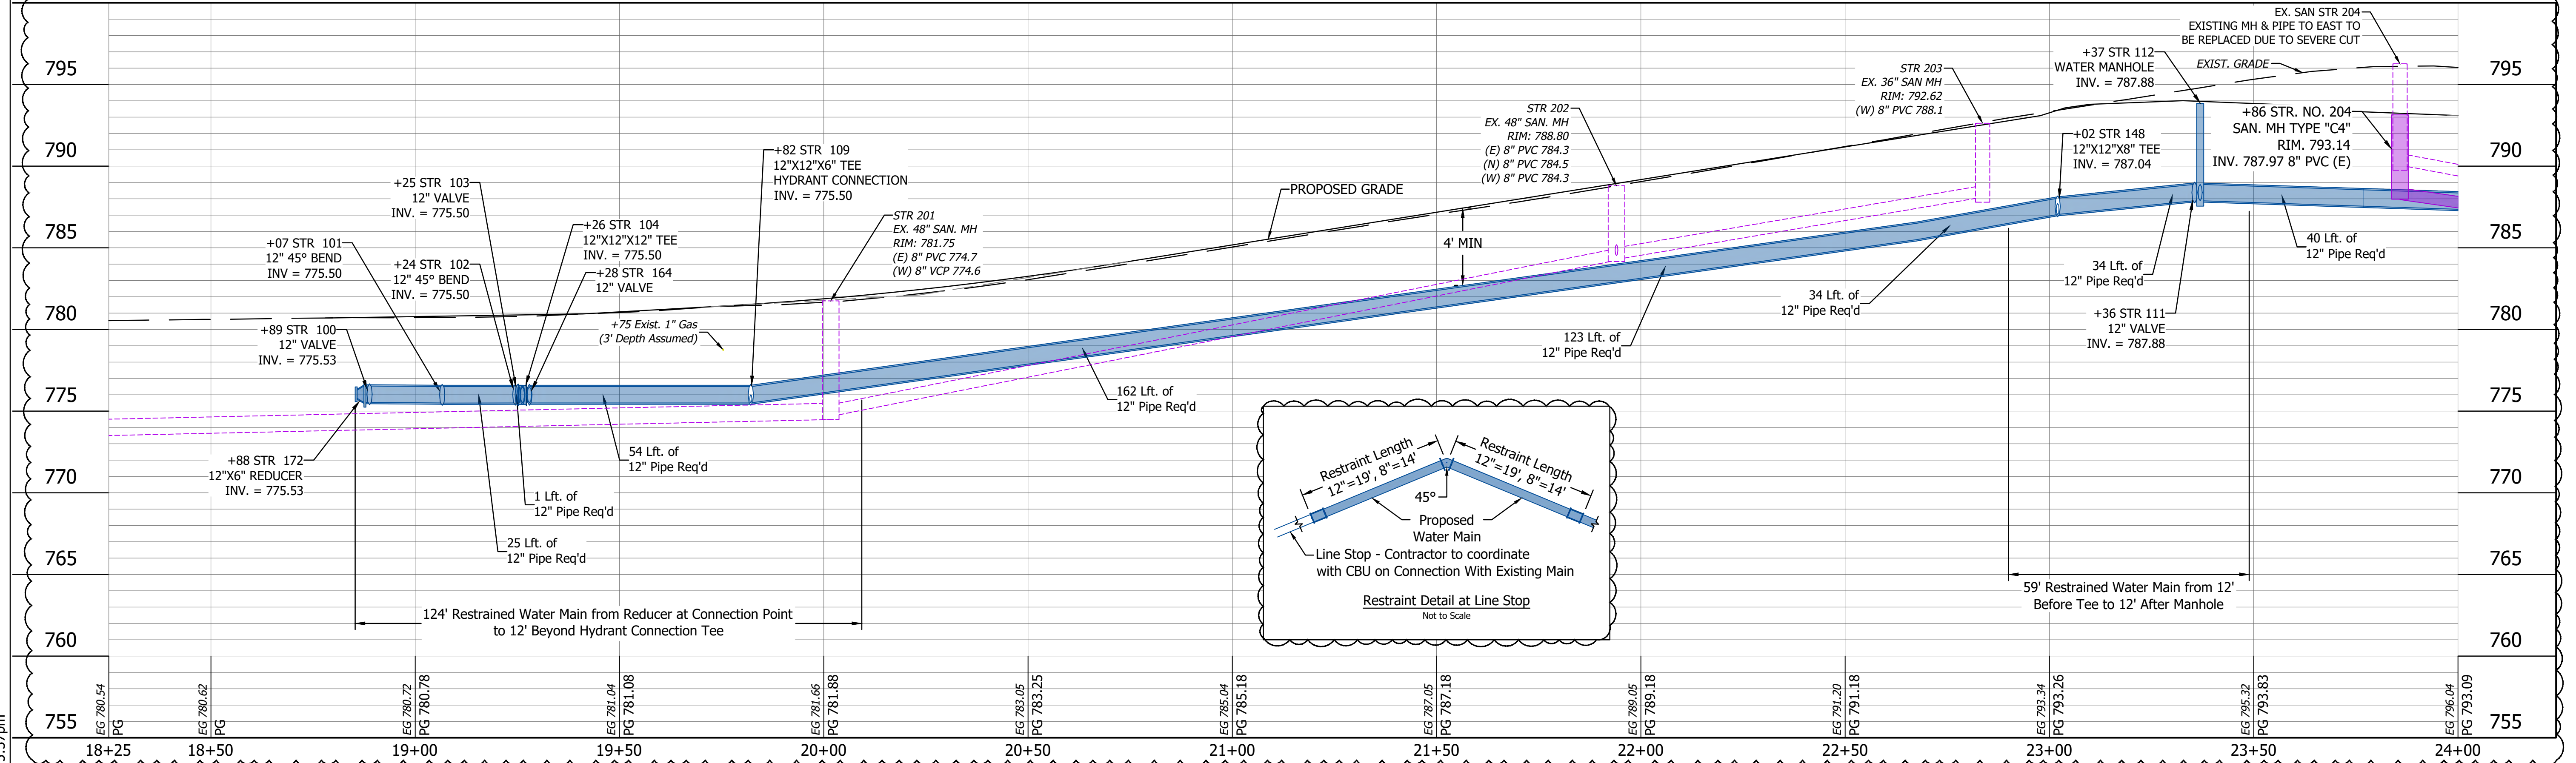 795
790
785
780
775
770
765
760
755
+89 STR 100
12" VALVE
INV. = 775.53
+07 STR 101
12" 45° BEND
INV = 775.50
+25 STR 103
12" VALVE
INV. = 775.50
+24 STR 102
12" 45° BEND
INV. = 775.50
+26 STR 104
12"X12"X12" TEE
INV. = 775.50
+28 STR 164
12" VALVE
+75 Exist. 1" Gas
(3' Depth Assumed)
+82 STR 109
12"X12"X6" TEE
HYDRANT CONNECTION
INV. = 775.50
STR 201
EX. 48" SAN. MH
RIM: 781.75
(E) 8" PVC 774.7
(W) 8" VCP 774.6
PROPOSED GRADE
4' MIN
STR 202
EX. 48" SAN. MH
RIM: 788.80
(E) 8" PVC 784.3
(N) 8" PVC 784.5
(W) 8" PVC 784.3
STR 203
EX. 36" SAN MH
RIM: 792.62
(W) 8" PVC 788.1
+37 STR 112
WATER MANHOLE
INV. = 787.88
EX. SAN STR 204
EXISTING MH & PIPE TO EAST TO
BE REPLACED DUE TO SEVERE CUT
EXIST. GRADE
+02 STR 148
12"X12"X8" TEE
INV. = 787.04
+86 STR. NO. 204
SAN. MH TYPE "C4"
RIM. 793.14
INV. 787.97 8" PVC (E)
+88 STR 172
12"X6" REDUCER
INV. = 775.53
25 Lft. of
12" Pipe Req'd
1 Lft. of
12" Pipe Req'd
54 Lft. of
12" Pipe Req'd
162 Lft. of
12" Pipe Req'd
123 Lft. of
12" Pipe Req'd
34 Lft. of
12" Pipe Req'd
34 Lft. of
12" Pipe Req'd
+36 STR 111
12" VALVE
INV. = 787.88
40 Lft. of
12" Pipe Req'd
124' Restrained Water Main from Reducer at Connection Point
to 12' Beyond Hydrant Connection Tee
Restraint Length
12"=19', 8"=14'
Restraint Length
12"=19', 8"=14'
45°
Proposed
Water Main
Line Stop - Contractor to coordinate
with CBU on Connection With Existing Main
Restraint Detail at Line Stop
Not to Scale
59' Restrained Water Main from 12'
Before Tee to 12' After Manhole
795
790
785
780
775
770
765
760
755
EG 780.54
PG
EG 780.62
PG
EG 780.72
PG 780.78
EG 781.04
PG 781.08
EG 781.66
PG 781.88
EG 783.05
PG 783.25
EG 785.04
PG 785.18
EG 787.05
PG 787.18
EG 789.05
PG 789.18
EG 791.20
PG 791.18
EG 793.34
PG 793.26
EG 795.32
PG 793.83
EG 796.04
PG 793.09
18+25
18+50
19+00
19+50
20+00
20+50
21+00
21+50
22+00
22+50
23+00
23+50
24+00